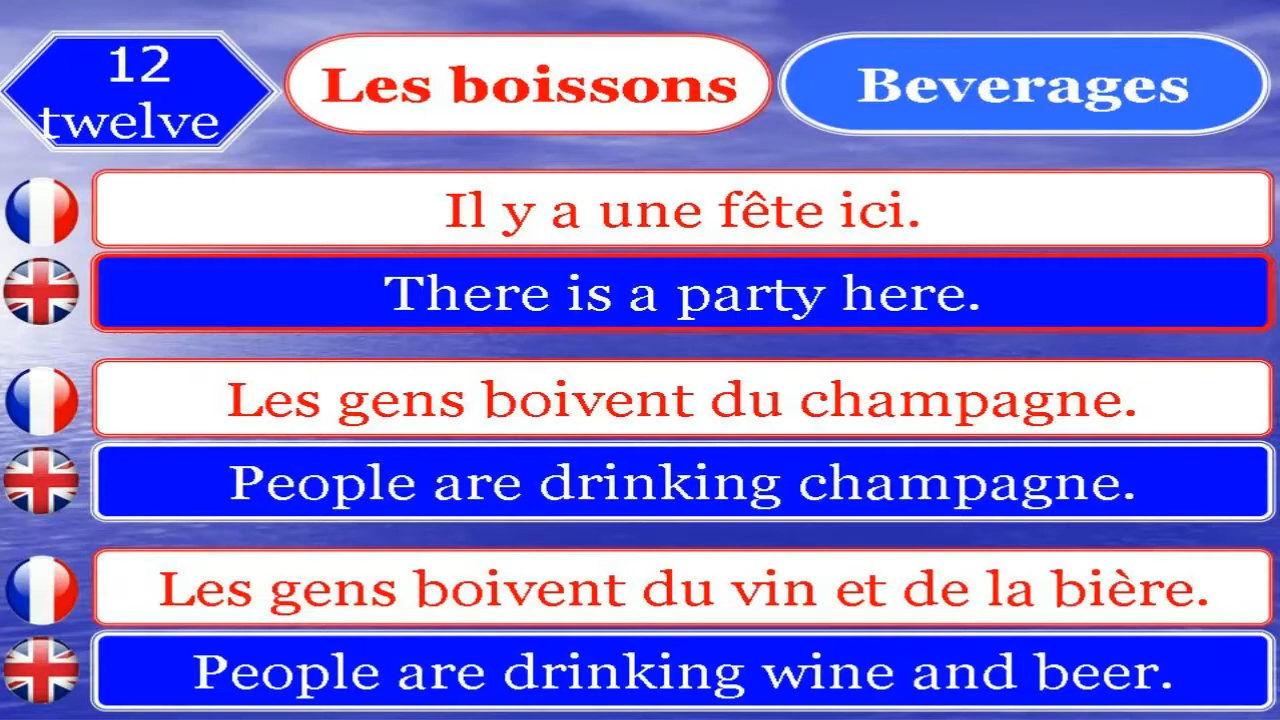 12
twelve
Les boissons
Beverages
Il y a une fête ici.
There is a party here.
Les gens boivent du champagne.
People are drinking champagne.
Les gens boivent du vin et de la bière.
People are drinking wine and beer.